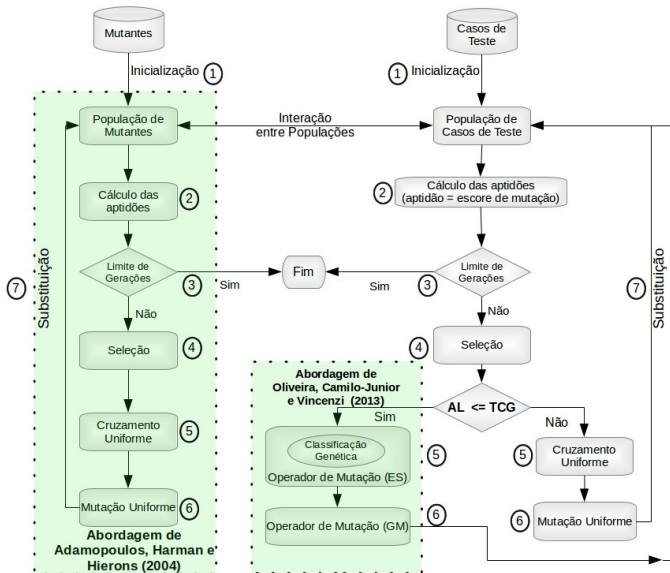 Mutantes
Casos de
Teste
Inicialização 1
1 Inicialização
População de
Mutantes
Interação
entre Populações
População de
Casos de Teste
Cálculo das
aptidões
2
2
Cálculo das aptidões
(aptidão = escore de mutação)
Limite de
Gerações
3
Sim
Fim
Sim
3
Limite de
Gerações
7
Substituição
7
Substituição
Não
Não
Seleção
4
4
Seleção
Abordagem de
Oliveira, Camilo-Junior
e Vincenzi (2013)
AL <= TCG
Sim
Não
Cruzamento
Uniforme
5
Classificação
Genética
Operador de Mutação (ES)
5
5
Cruzamento
Uniforme
Mutação Uniforme
6
Operador de Mutação (GM)
6
6
Mutação Uniforme
Abordagem de
Adamopoulos, Harman e
Hierons (2004)